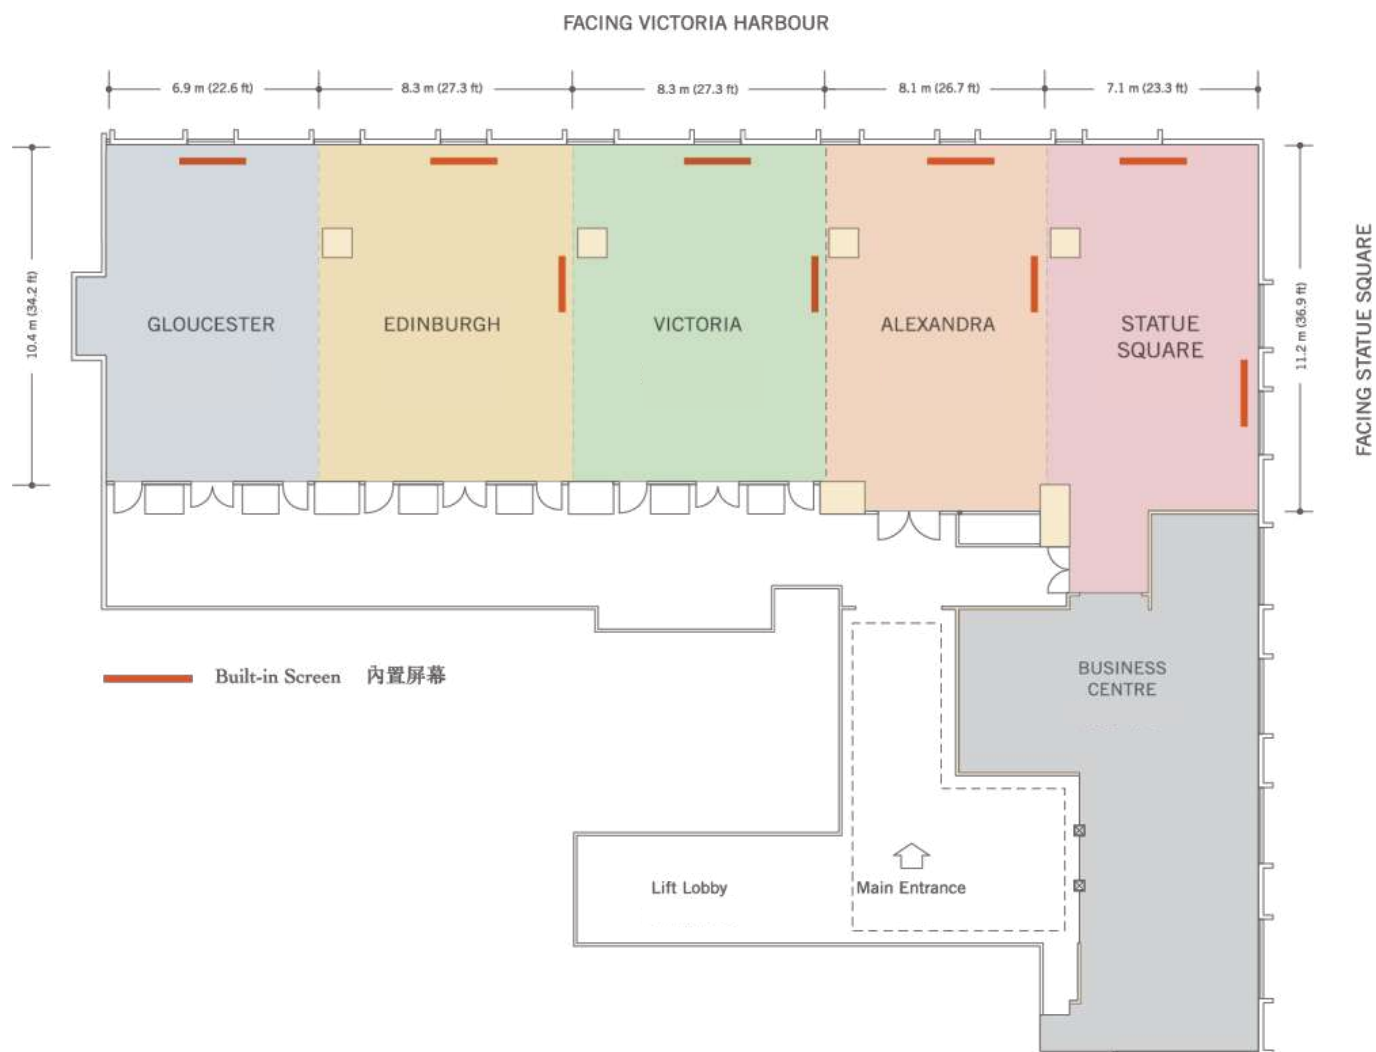 FACING VICTORIA HARBOUR
6.9 m (22.6 ft)
8.3 m (27.3 ft)
8.3 m (27.3 ft)
8.1 m (26.7 ft)
7.1 m (23.3 ft)
10.4 m (34.2 ft)
GLOUCESTER
EDINBURGH
VICTORIA
ALEXANDRA
STATUE
SQUARE
11.2 m (36.9 ft)
FACING STATUE SQUARE
Built-in Screen 內置屏幕
BUSINESS
CENTRE
Lift Lobby
Main Entrance